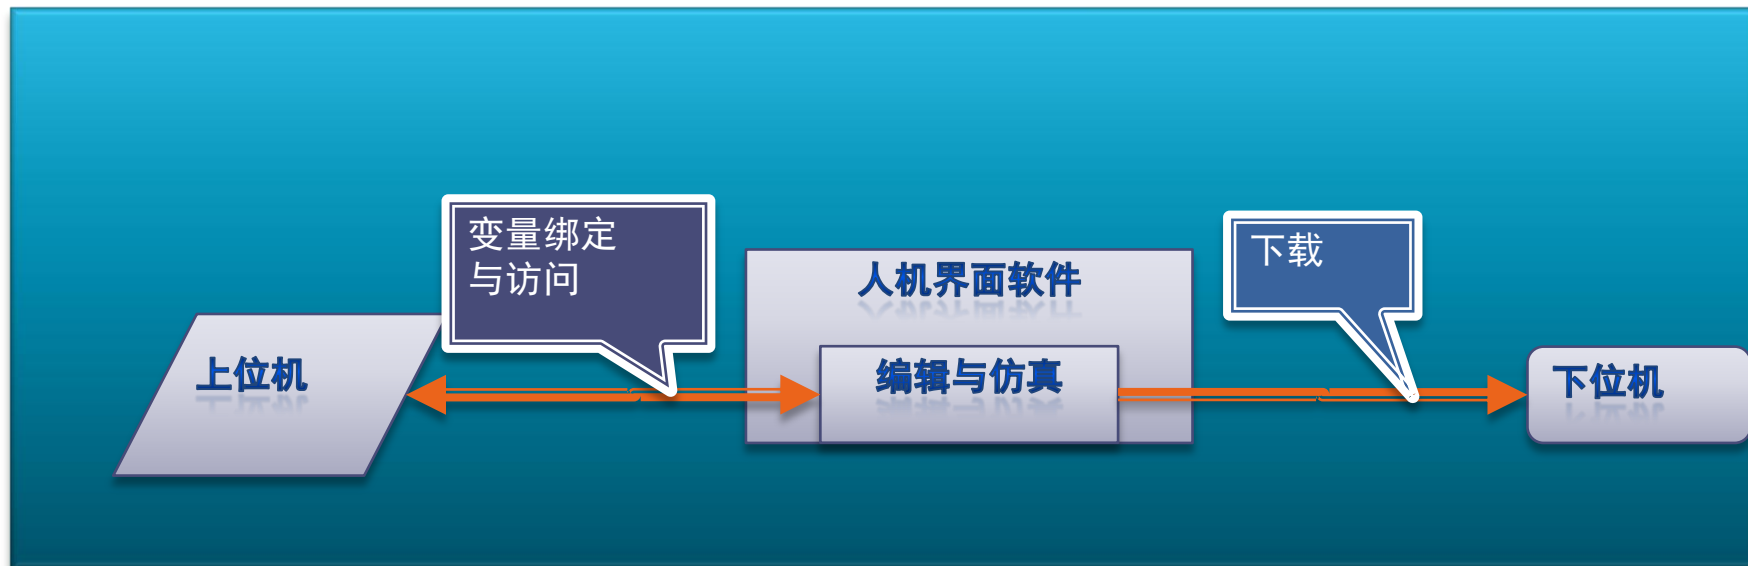 变量绑定
与访问
下载
人机界面软件
上位机
编辑与仿真
下位机